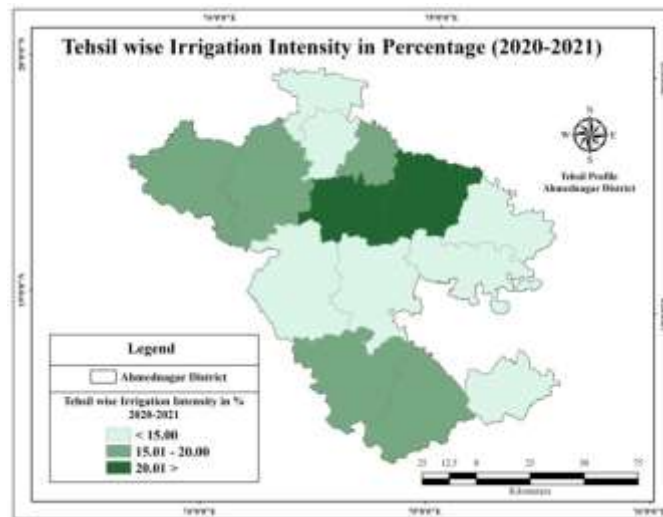 Tehsil wise Irrigation Intensity in Percentage (2020-2021)
N
W E
S
Tehsil Profile
Ahmednagar District
Legend
Ahmednagar District
Tehsil wise Irrigation Intensity in %
2020-2021
< 15.00
15.01 - 20.00
20.01 >
25 12.5 0 25 50 75
Kilometers